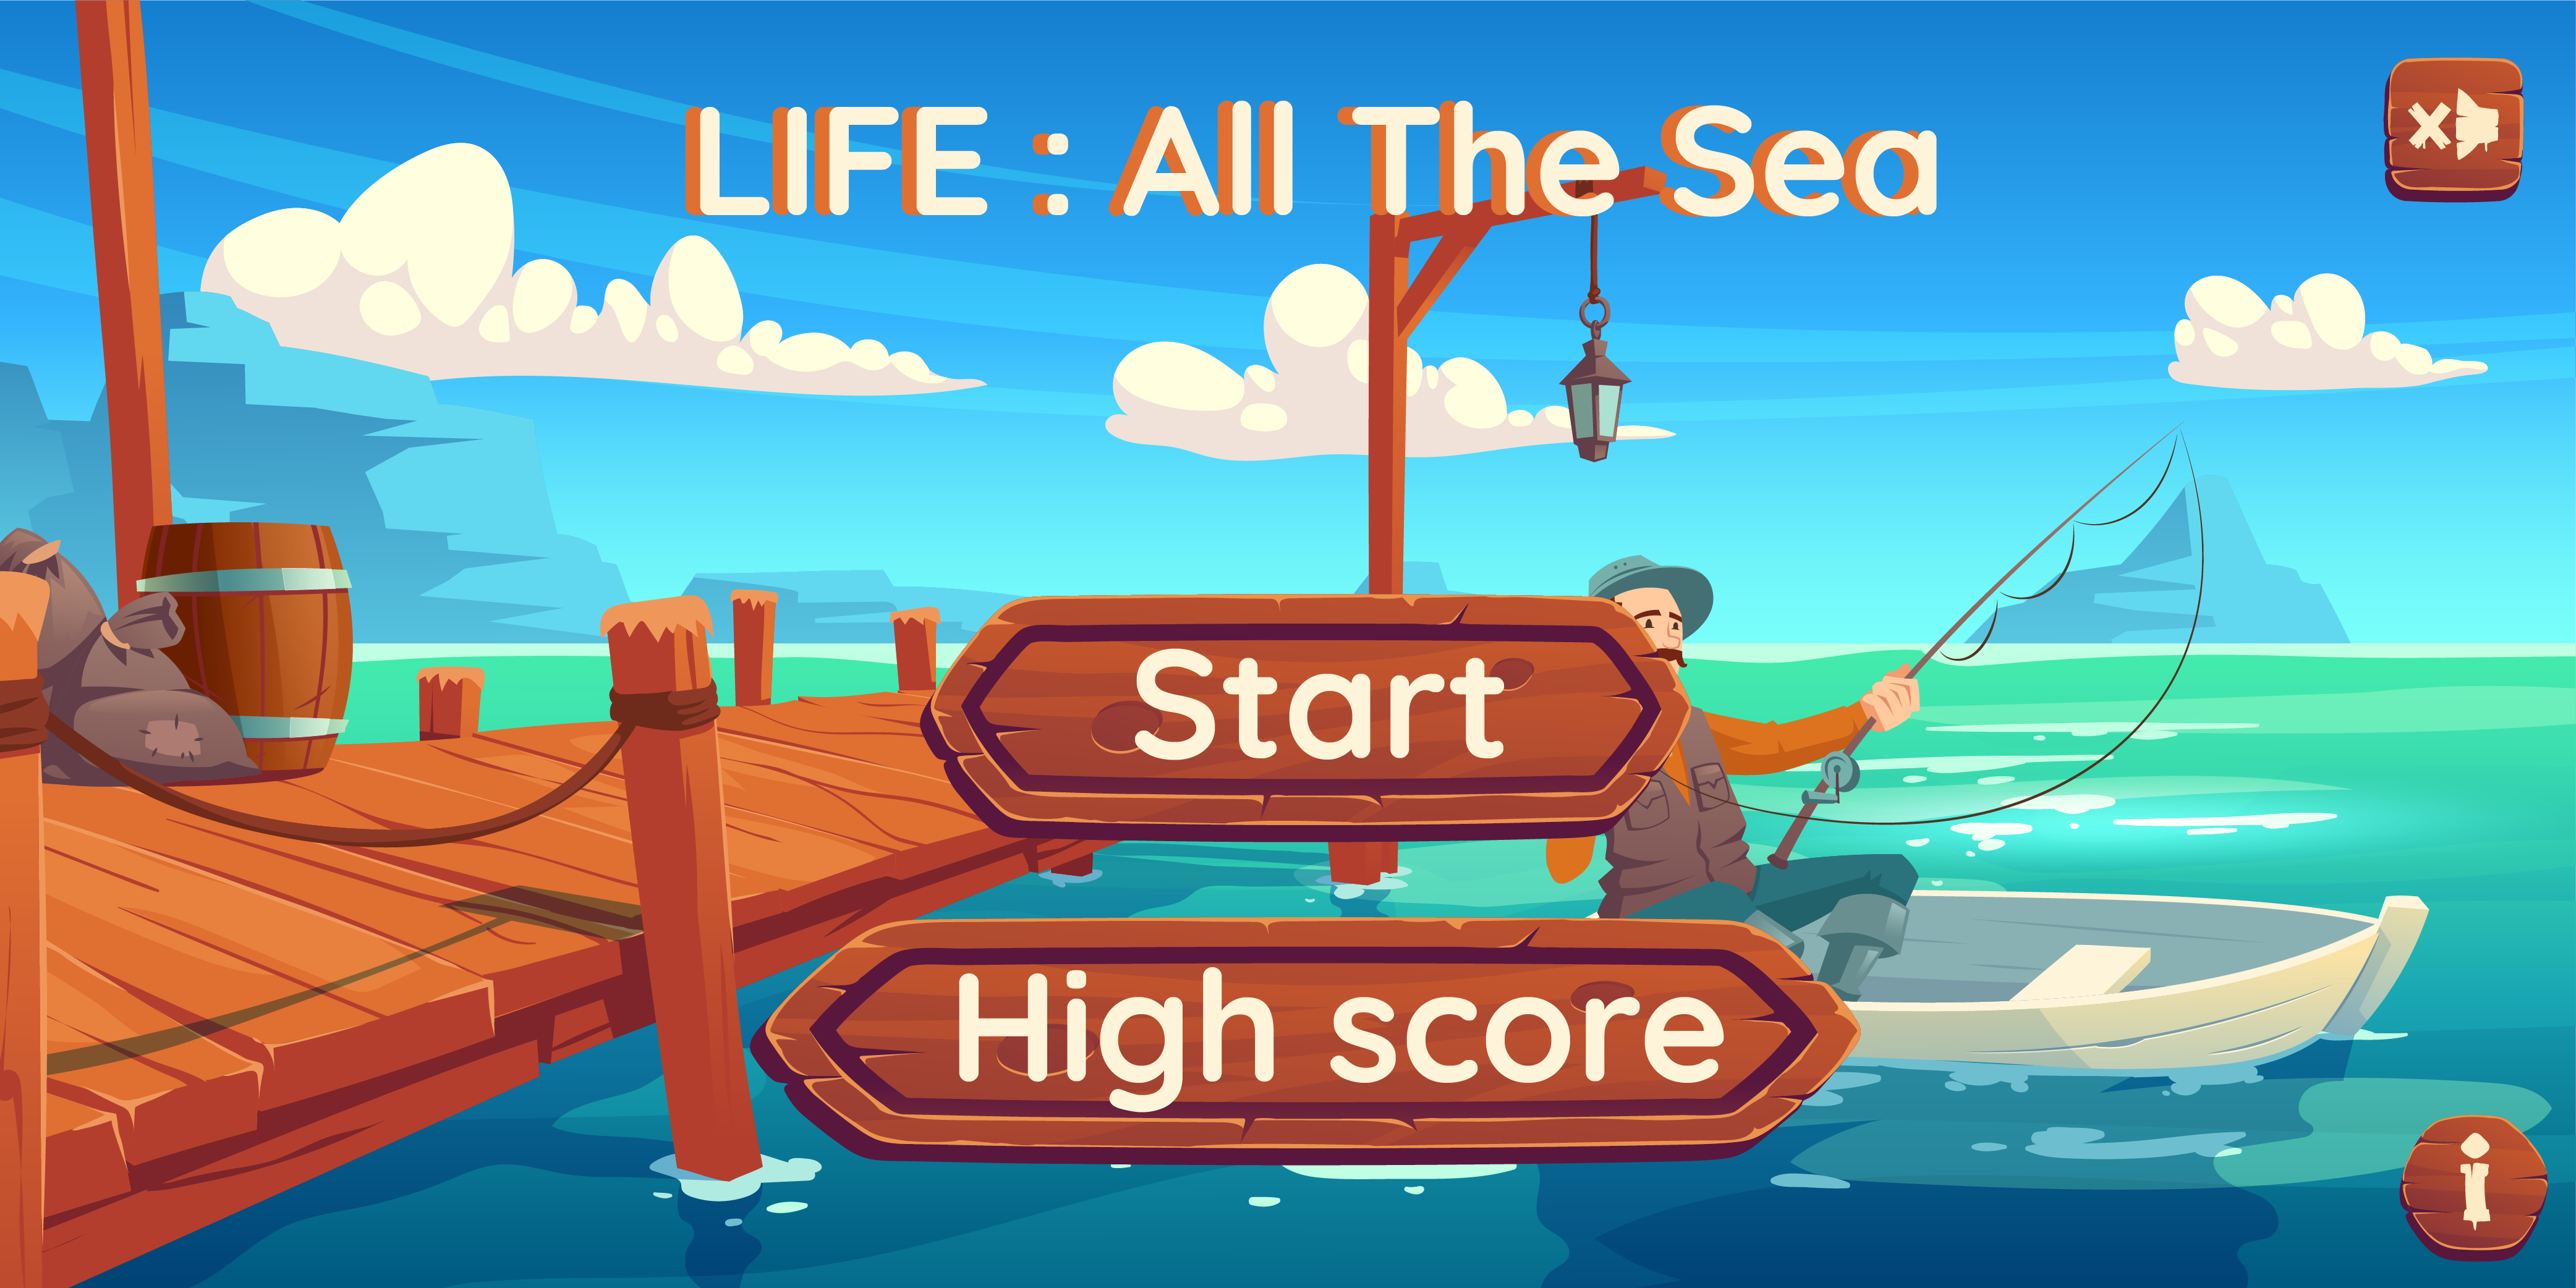 LIFE : All The Sea
Start
High score
i